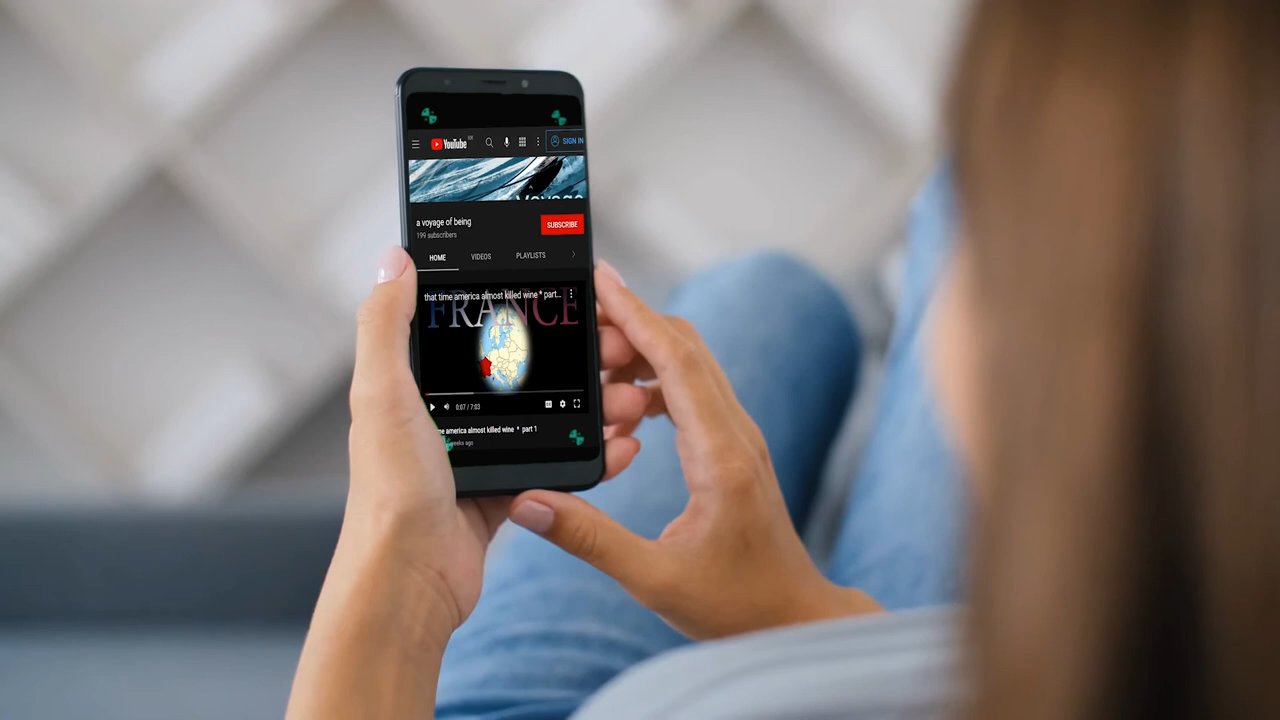 YouTube
SIGN IN
Voyage
a voyage of being
199 subscribers
SUBSCRIBE
HOME VIDEOS PLAYLISTS
that time america almost killed wine * part...
FRANCE
0:07 / 7:03
me america almost killed wine * part 1
weeks ago